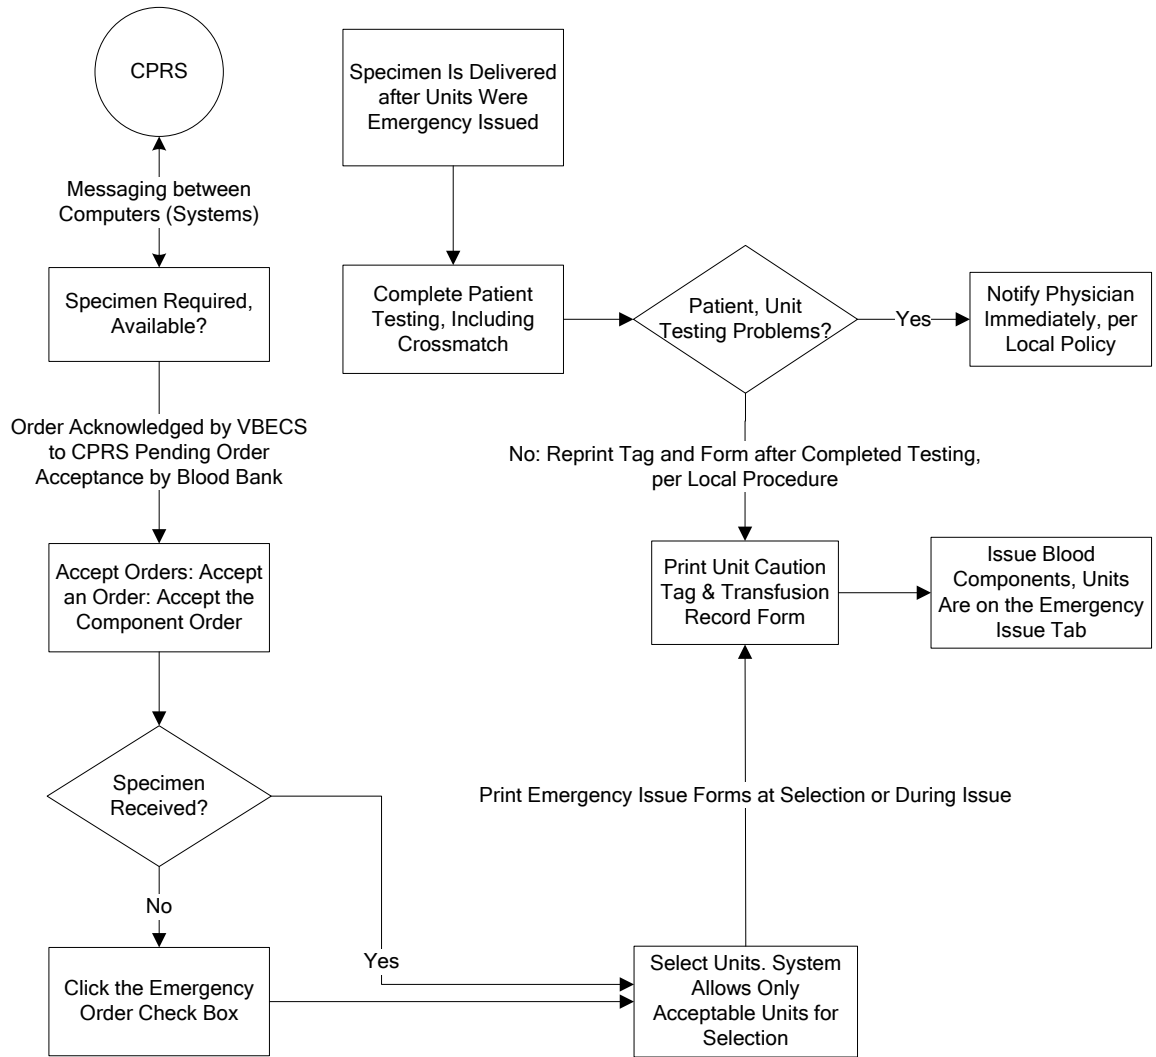 CPRS
Messaging between
Computers (Systems)
Specimen Required,
Available?
Order Acknowledged by VBECS
to CPRS Pending Order
Acceptance by Blood Bank
Accept Orders: Accept
an Order: Accept the
Component Order
Specimen
Received?
No
Yes
Click the Emergency
Order Check Box
Specimen Is Delivered
after Units Were
Emergency Issued
Complete Patient
Testing, Including
Crossmatch
Patient, Unit
Testing Problems?
Yes
Notify Physician
Immediately, per
Local Policy
No: Reprint Tag and Form after Completed Testing,
per Local Procedure
Print Unit Caution
Tag & Transfusion
Record Form
Issue Blood
Components, Units
Are on the Emergency
Issue Tab
Print Emergency Issue Forms at Selection or During Issue
Select Units. System
Allows Only
Acceptable Units for
Selection